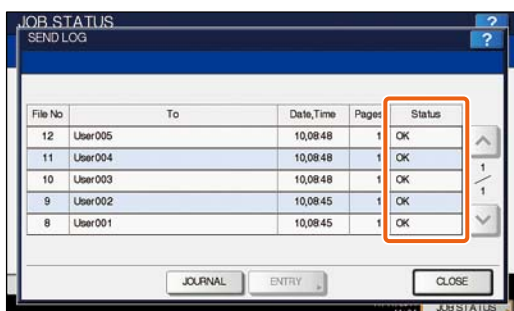 JOB STATUS ?
SEND LOG ?
File No To Date,Time Pages Status
12 User005 10,08:48 1 OK
11 User004 10,08:48 1 OK
10 User003 10,08:48 1 OK
9 User002 10,08:45 1 OK
8 User001 10,08:45 1 OK
1/1
JOURNAL ENTRY CLOSE
JOB STATUS